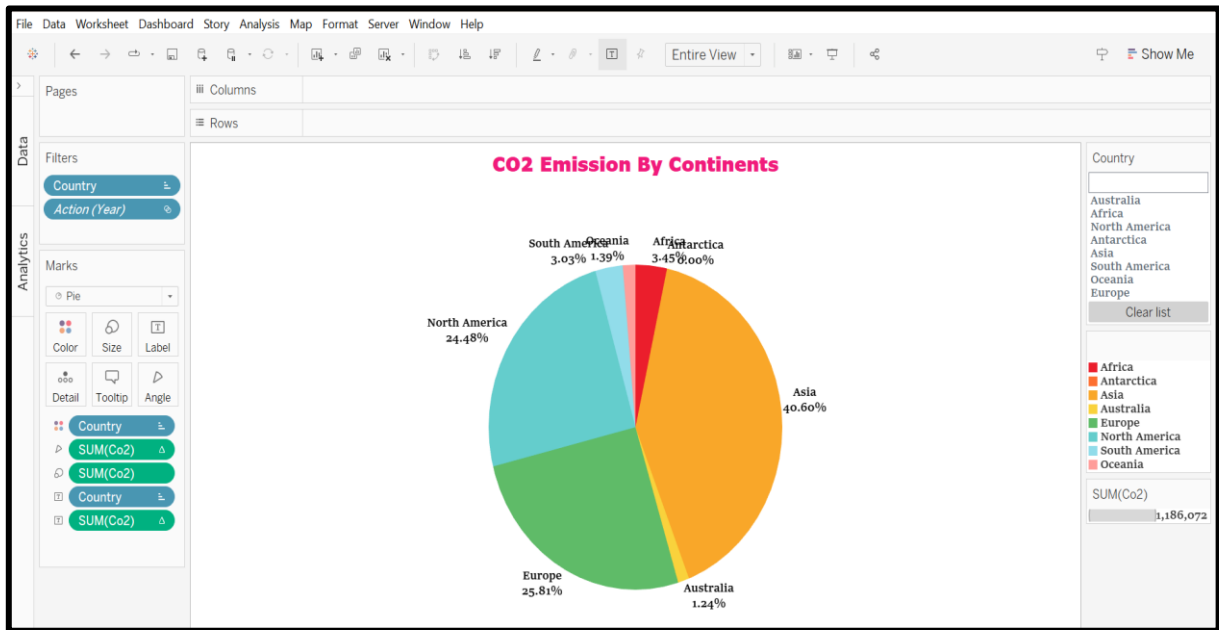 File Data Worksheet Dashboard Story Analysis Map Format Server Window Help
Entire View
Show Me
Data
Analytics
Pages
Columns
Rows
Filters
Country
Action (Year)
Marks
Pie
Color Size Label
Detail Tooltip Angle
Country
SUM(Co2)
SUM(Co2)
Country
SUM(Co2)
CO2 Emission By Continents
South America
3.03%
Oceania
1.39%
Africa
3.45%
Antarctica
0.00%
North America
24.48%
Asia
40.60%
Europe
25.81%
Australia
1.24%
Country
Australia
Africa
North America
Antarctica
Asia
South America
Oceania
Europe
Clear list
Africa
Antarctica
Asia
Australia
Europe
North America
South America
Oceania
SUM(Co2)
1,186,072